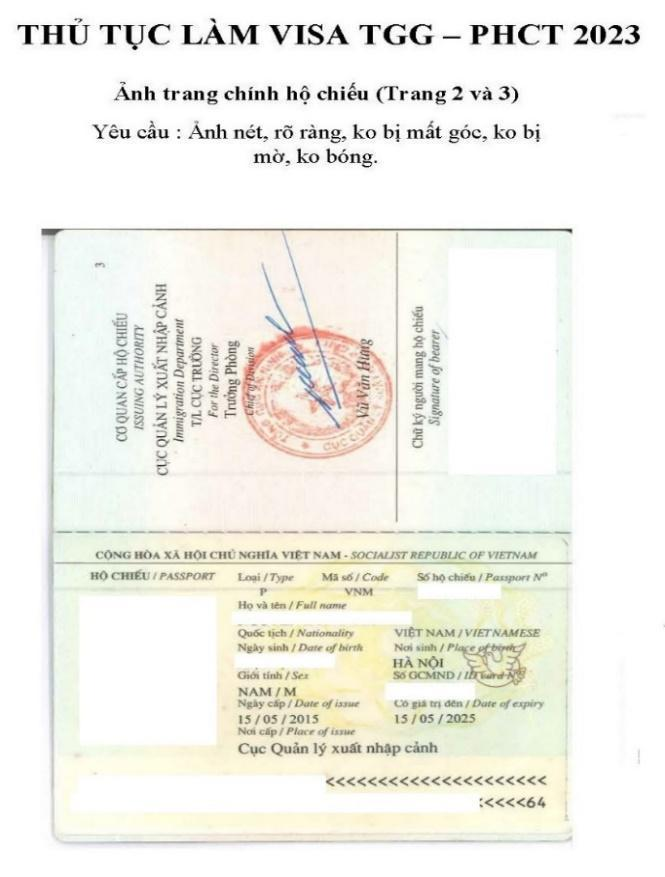 THỦ TỤC LÀM VISA TGG – PHCT 2023
Ảnh trang chính hộ chiếu (Trang 2 và 3)
Yêu cầu : Ảnh nét, rõ ràng, ko bị mất góc, ko bị
mờ, ko bóng.
3
CƠ QUAN CẤP HỘ CHIẾU
ISSUING AUTHORITY
CỤC QUẢN LÝ XUẤT NHẬP CẢNH
Immigration Department
T/L CỤC TRƯỞNG
For the Director
Trưởng Phòng
Chief of Division
Vũ Văn Hưng
Chữ ký người mang hộ chiếu
Signature of bearer
CỘNG HÒA XÃ HỘI CHỦ NGHĨA VIỆT NAM - SOCIALIST REPUBLIC OF VIETNAM
HỘ CHIẾU / PASSPORT Loại / Type Mã số / Code Số hộ chiếu / Passport Nº
P VNM
Họ và tên / Full name
Quốc tịch / Nationality VIỆT NAM / VIETNAMESE
Ngày sinh / Date of birth Nơi sinh / Place of birth
HÀ NỘI
Giới tính / Sex Số GCMND / ID card Nº
NAM / M
Ngày cấp / Date of issue Có giá trị đến / Date of expiry
15 / 05 / 2015 15 / 05 / 2025
Nơi cấp / Place of issue
Cục Quản lý xuất nhập cảnh
<<<<<<<<<<<<<<<<<<<<<<
<<<<<64